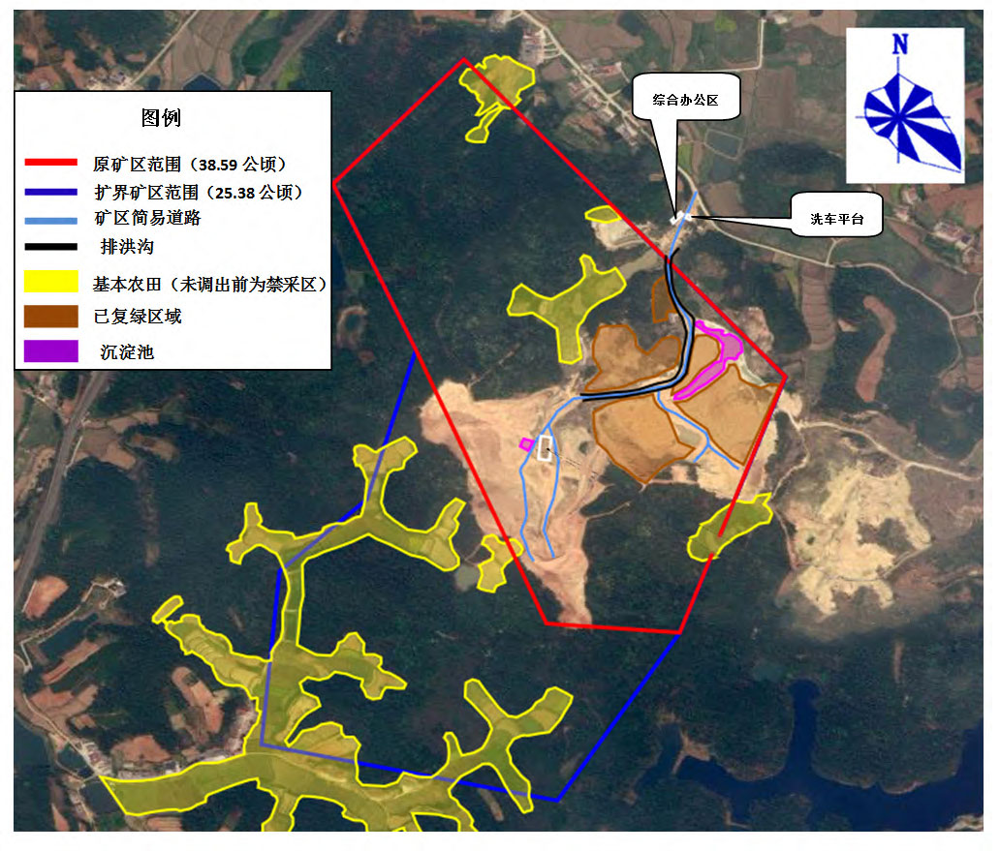 N
综合办公区
图例
原矿区范围（38.59 公顷）
扩界矿区范围（25.38 公顷）
矿区简易道路
洗车平台
排洪沟
基本农田（未调出前为禁采区）
已复绿区域
沉淀池